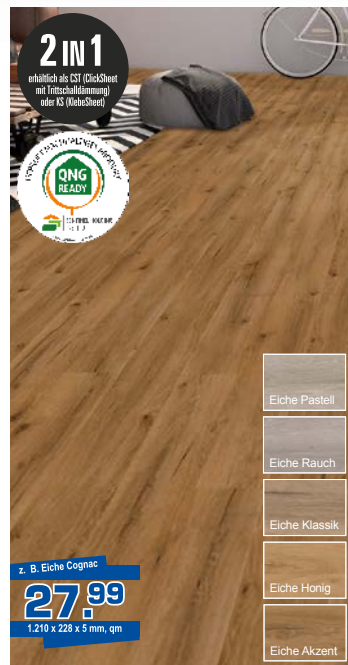 2 IN 1
erhältlich als CST (ClickSheet
mit Trittschalldämmung)
oder KS (KlebeSheet)
QNG
READY
Eiche Pastell
Eiche Rauch
Eiche Klassik
Eiche Honig
Eiche Akzent
z. B. Eiche Cognac
27.99
1.210 x 228 x 5 mm, qm